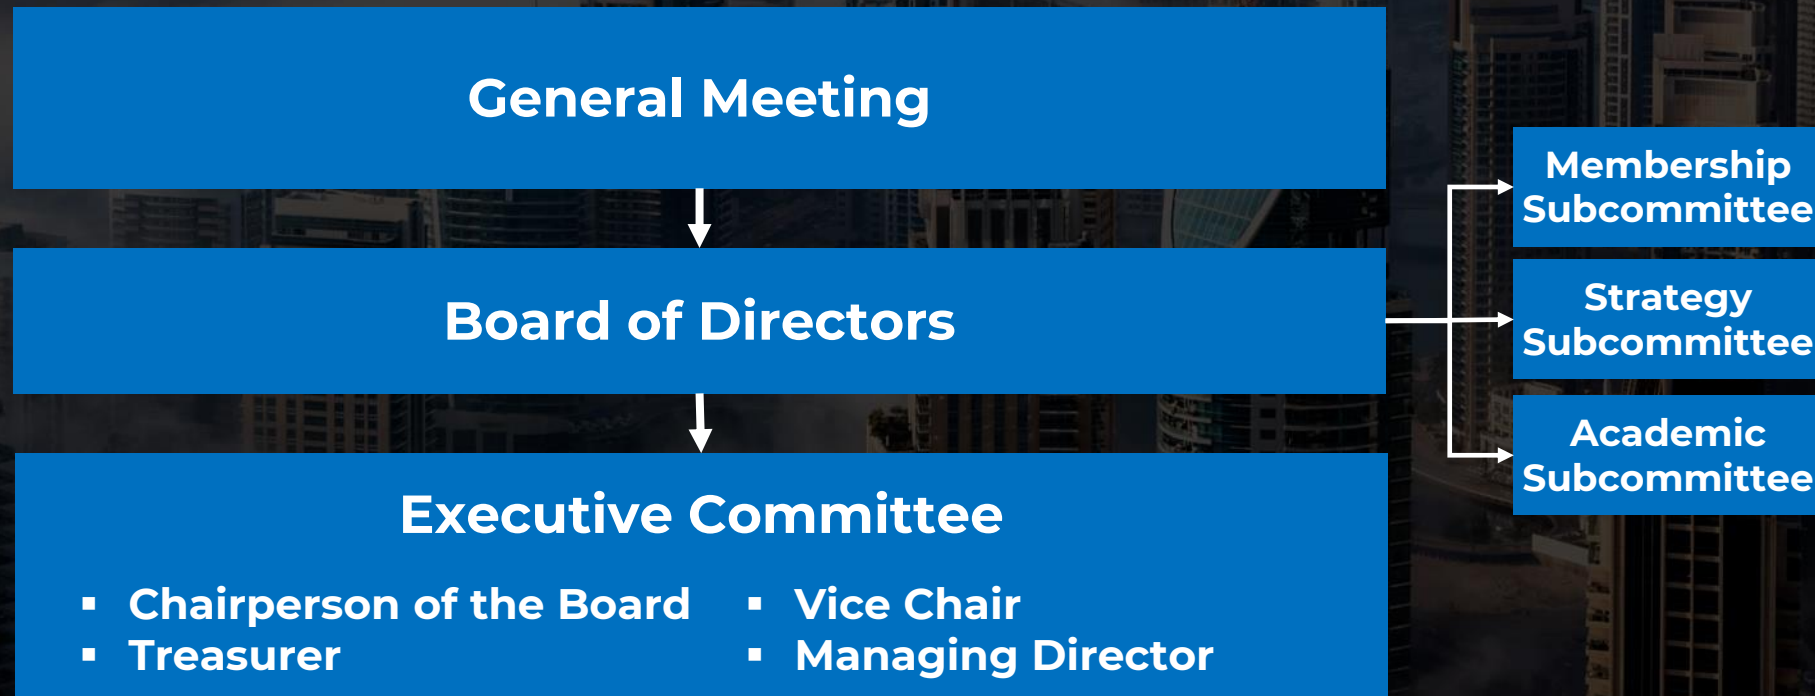 General Meeting
Board of Directors
Executive Committee
▪ Chairperson of the Board
▪ Treasurer
▪ Vice Chair
▪ Managing Director
Membership
Subcommittee
Strategy
Subcommittee
Academic
Subcommittee